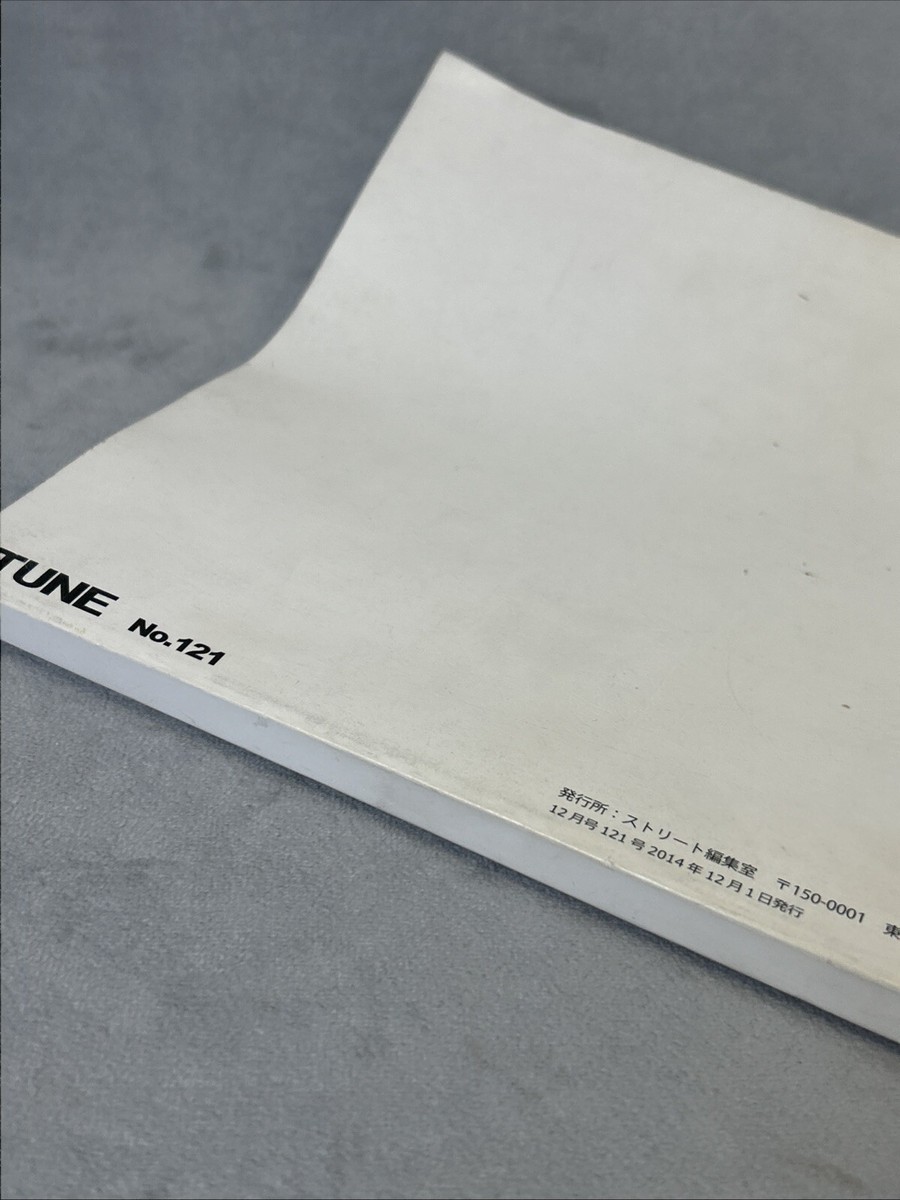 TUNE No.121
発行所：ストリート編集室　〒150-0001　東
12月号 121 号 2014 年 12 月 1 日発行